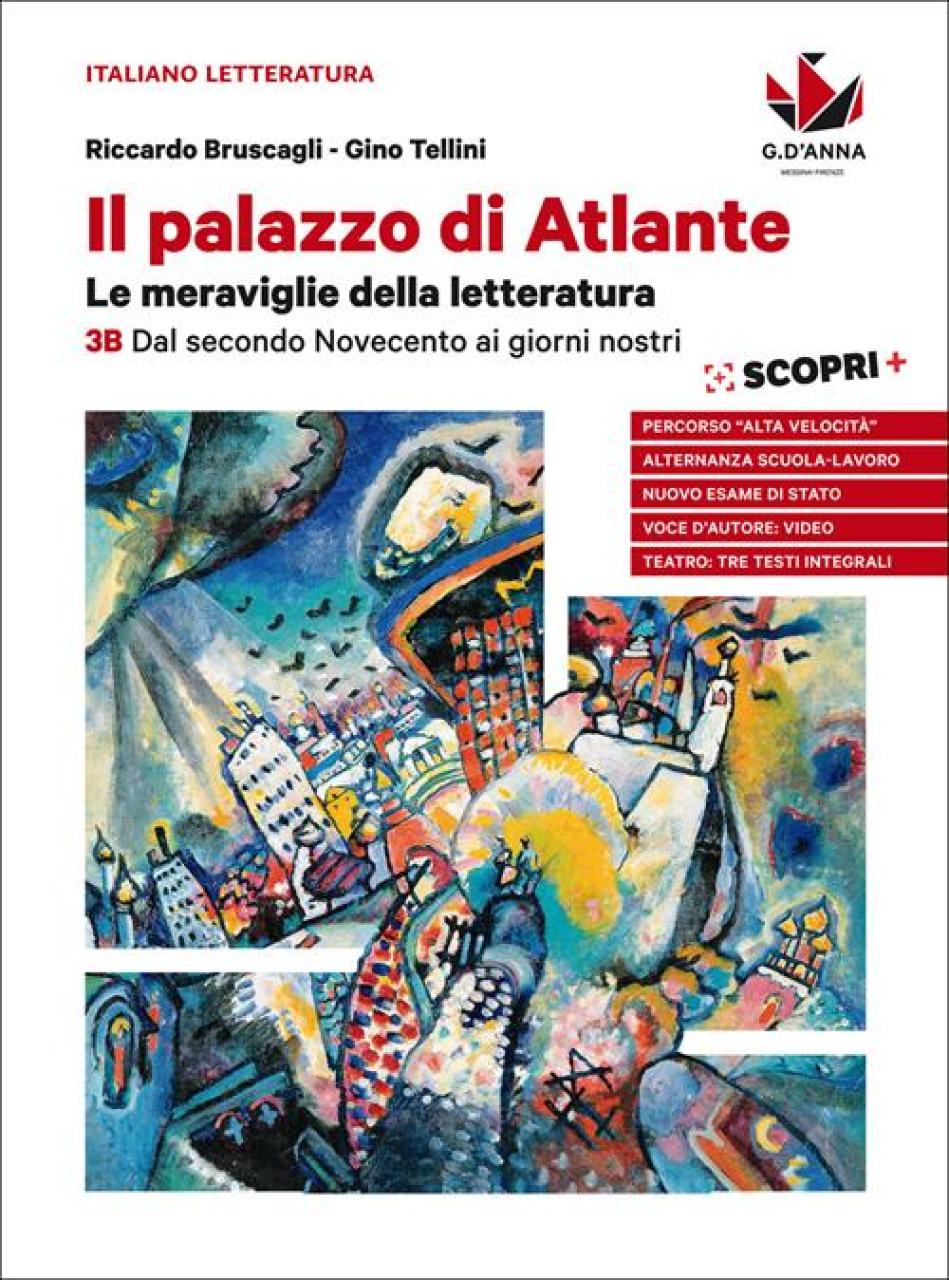 ITALIANO LETTERATURA
Riccardo Bruscagli - Gino Tellini
G.D'ANNA
MESSINA-FIRENZE
Il palazzo di Atlante
Le meraviglie della letteratura
3B Dal secondo Novecento ai giorni nostri
SCOPRI+
PERCORSO "ALTA VELOCITÀ"
ALTERNANZA SCUOLA-LAVORO
NUOVO ESAME DI STATO
VOCE D'AUTORE: VIDEO
TEATRO: TRE TESTI INTEGRALI